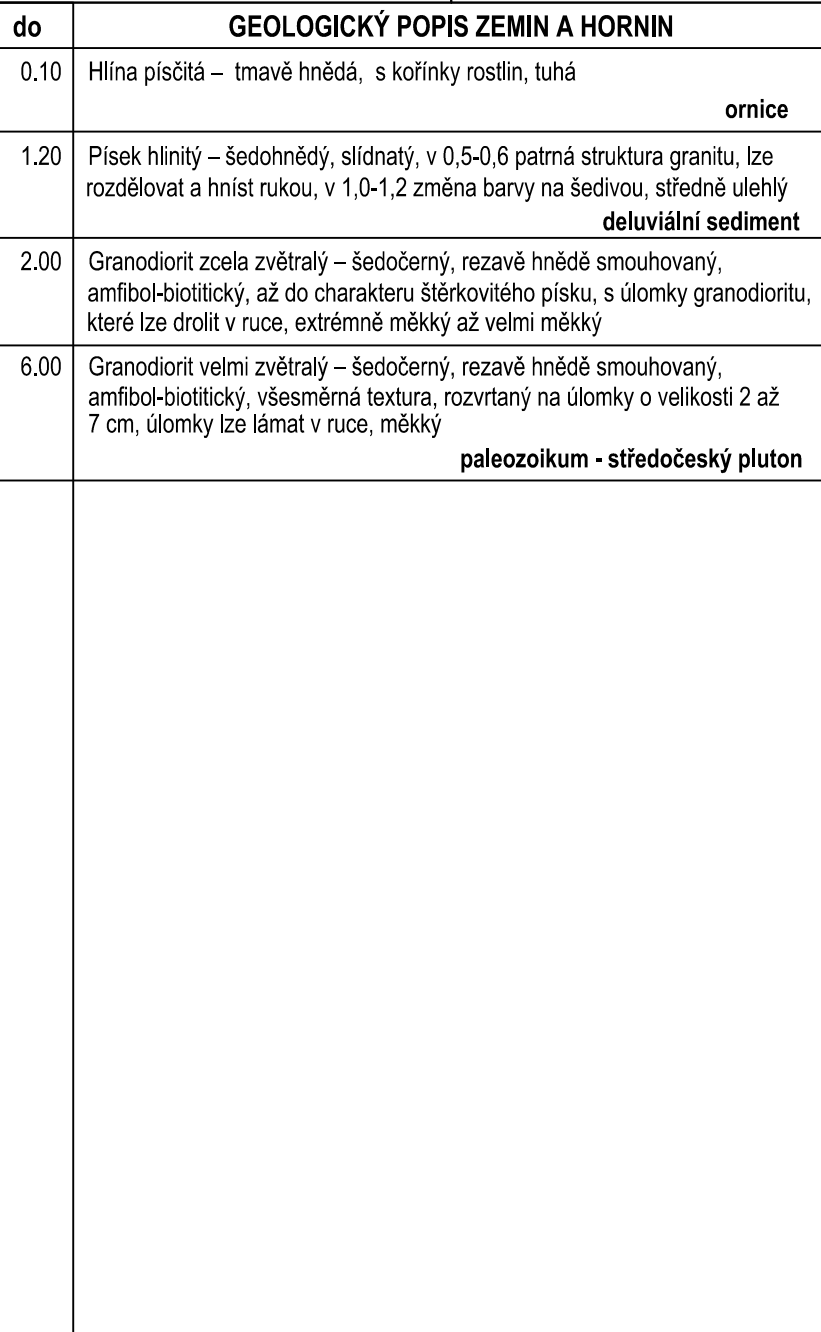 do GEOLOGICKÝ POPIS ZEMIN A HORNIN
0.10 Hlína písčitá – tmavě hnědá, s kořínky rostlin, tuhá
ornice
1.20 Písek hlinitý – šedohnědý, slídnatý, v 0,5-0,6 patrná struktura granitu, lze
rozdělovat a hníst rukou, v 1,0-1,2 změna barvy na šedivou, středně ulehlý
deluviální sediment
2.00 Granodiorit zcela zvětralý – šedočerný, rezavě hnědě smouhovaný,
amfibol-biotitický, až do charakteru štěrkovitého písku, s úlomky granodioritu,
které lze drolit v ruce, extrémně měkký až velmi měkký
6.00 Granodiorit velmi zvětralý – šedočerný, rezavě hnědě smouhovaný,
amfibol-biotitický, všesměrná textura, rozvrtaný na úlomky o velikosti 2 až
7 cm, úlomky lze lámat v ruce, měkký
paleozoikum - středočeský pluton